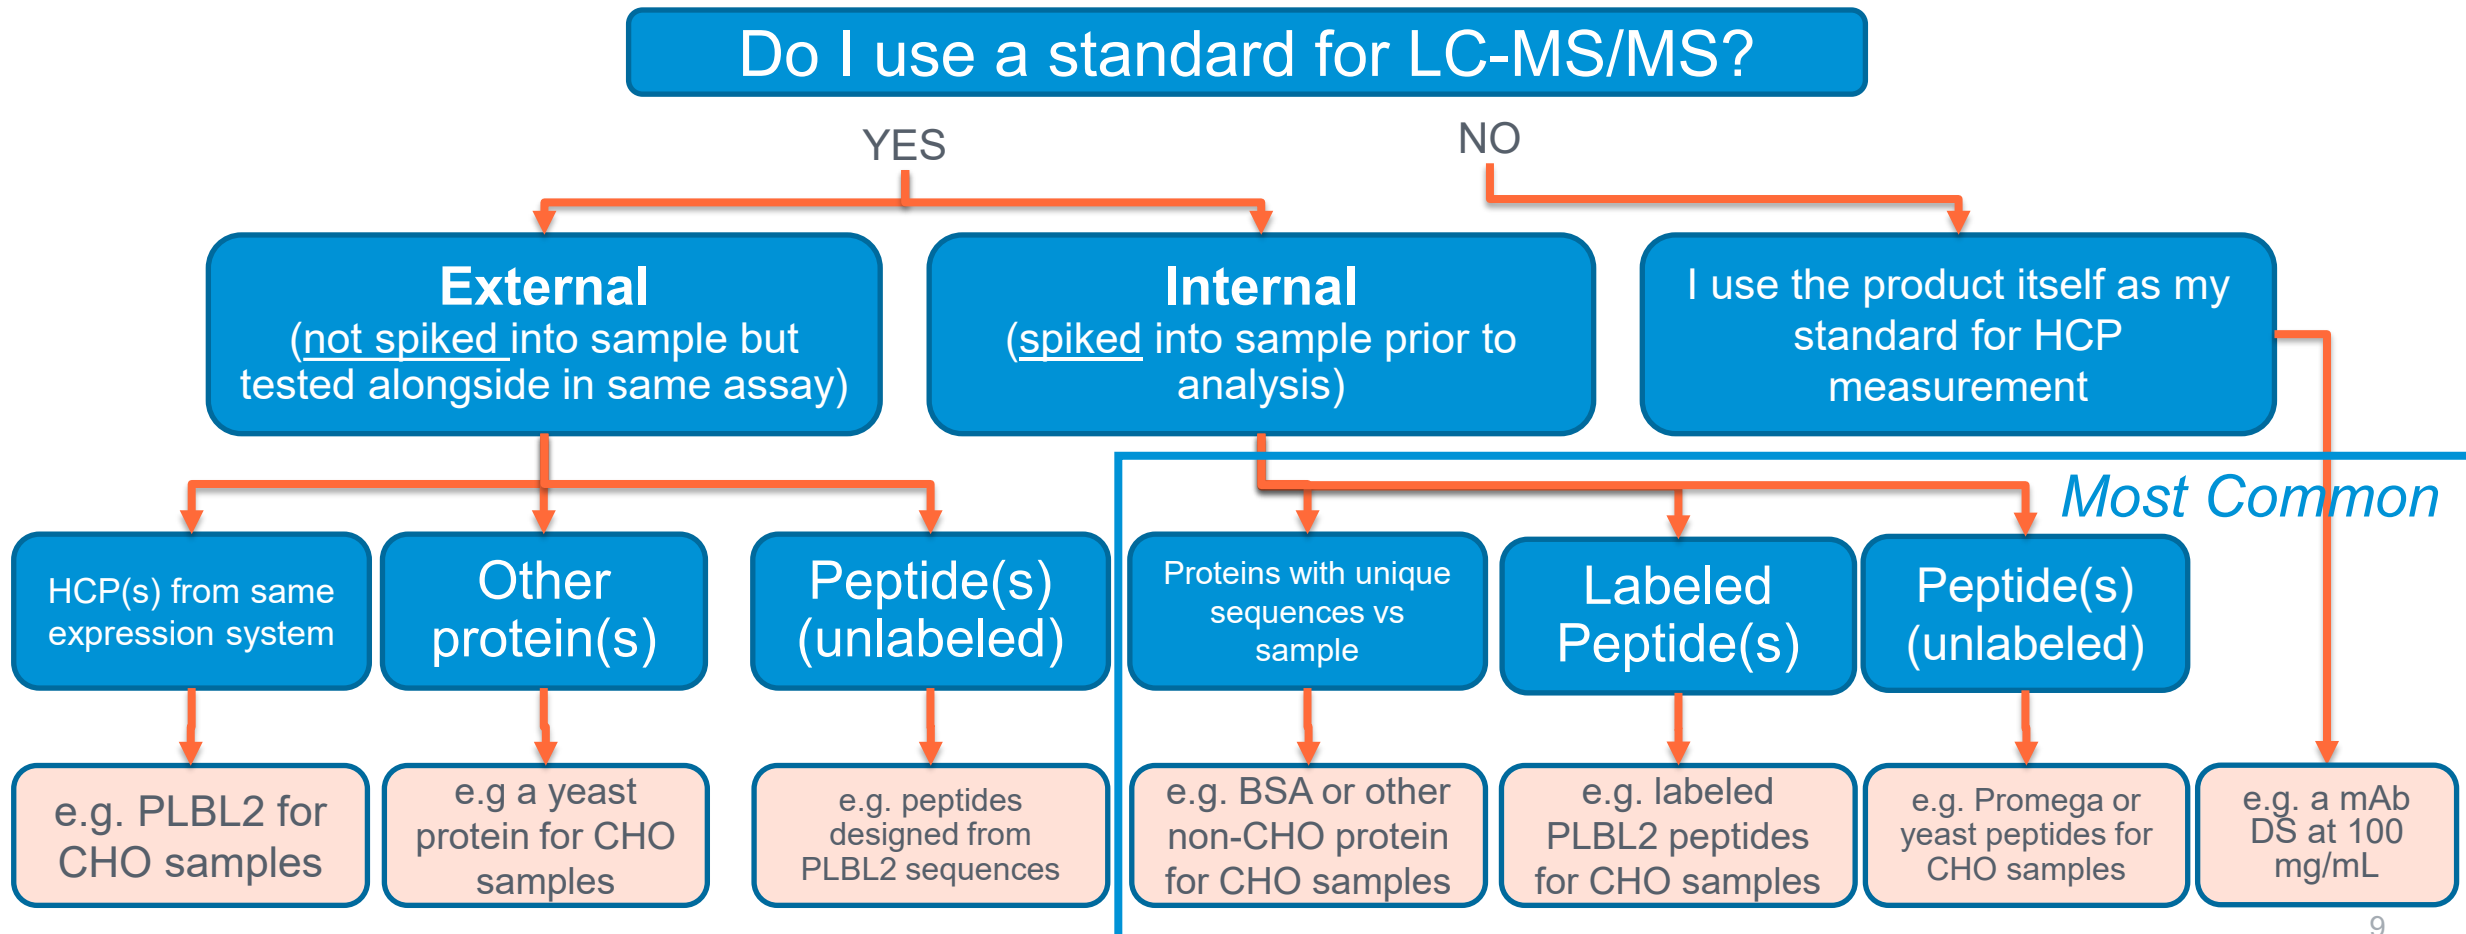 Do I use a standard for LC-MS/MS?
YES
NO
External
(not spiked into sample but
tested alongside in same assay)
Internal
(spiked into sample prior to
analysis)
I use the product itself as my
standard for HCP
measurement
Most Common
HCP(s) from same
expression system
Other
protein(s)
Peptide(s)
(unlabeled)
Proteins with unique
sequences vs
sample
Labeled
Peptide(s)
Peptide(s)
(unlabeled)
e.g. PLBL2 for
CHO samples
e.g a yeast
protein for CHO
samples
e.g. peptides
designed from
PLBL2 sequences
e.g. BSA or other
non-CHO protein
for CHO samples
e.g. labeled
PLBL2 peptides
for CHO samples
e.g. Promega or
yeast peptides for
CHO samples
e.g. a mAb
DS at 100
mg/mL
9